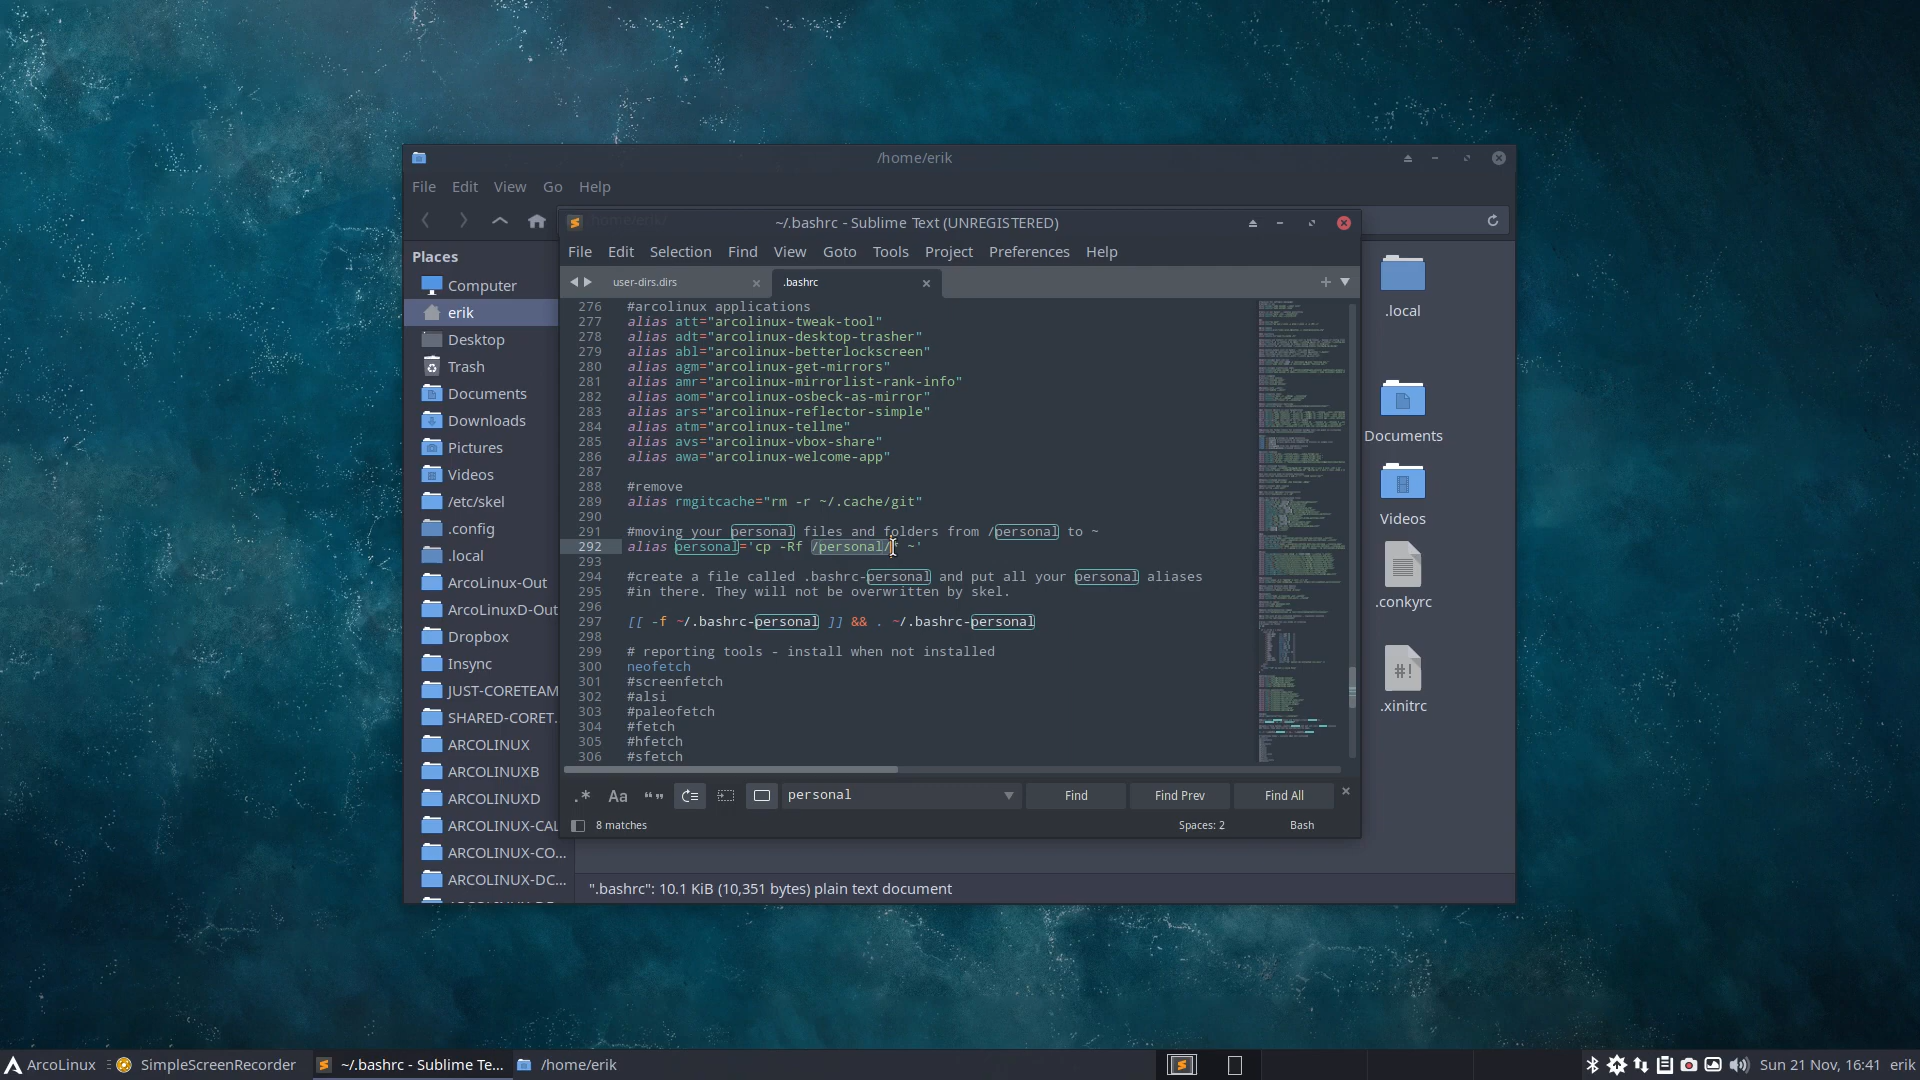 /home/erik
File Edit View Go Help
~/.bashrc - Sublime Text (UNREGISTERED)
File Edit Selection Find View Goto Tools Project Preferences Help
user-dirs.dirs
.bashrc
Places
Computer
erik
Desktop
Trash
Documents
Downloads
Pictures
Videos
/etc/skel
.config
.local
ArcoLinux-Out
ArcoLinuxD-Out
Dropbox
Insync
JUST-CORETEAM
SHARED-CORET.
ARCOLINUX
ARCOLINUXB
ARCOLINUXD
ARCOLINUX-CAL
ARCOLINUX-CO...
ARCOLINUX-DC...
276 #arcolinux applications
277 alias att="arcolinux-tweak-tool"
278 alias adt="arcolinux-desktop-trasher"
279 alias abl="arcolinux-betterlockscreen"
280 alias agm="arcolinux-get-mirrors"
281 alias amr="arcolinux-mirrorlist-rank-info"
282 alias aom="arcolinux-osbeck-as-mirror"
283 alias ars="arcolinux-reflector-simple"
284 alias atm="arcolinux-tellme"
285 alias avs="arcolinux-vbox-share"
286 alias awa="arcolinux-welcome-app"
287
288 #remove
289 alias rmgitcache="rm -r ~/.cache/git"
290
291 #moving your personal files and folders from /personal to ~
292 alias personal='cp -Rf /personal/* ~'
293
294 #create a file called .bashrc-personal and put all your personal aliases
295 #in there. They will not be overwritten by skel.
296
297 [[ -f ~/.bashrc-personal ]] && . ~/.bashrc-personal
298
299 # reporting tools - install when not installed
300 neofetch
301 #screenfetch
302 #alsi
303 #paleofetch
304 #fetch
305 #hfetch
306 #sfetch
.* Aa personal Find Find Prev Find All
8 matches Spaces: 2 Bash
.local
Documents
Videos
.conkyrc
#!
.xinitrc
".bashrc": 10.1 KiB (10,351 bytes) plain text document
ArcoLinux SimpleScreenRecorder ~/.bashrc - Sublime Te... /home/erik Sun 21 Nov, 16:41 erik